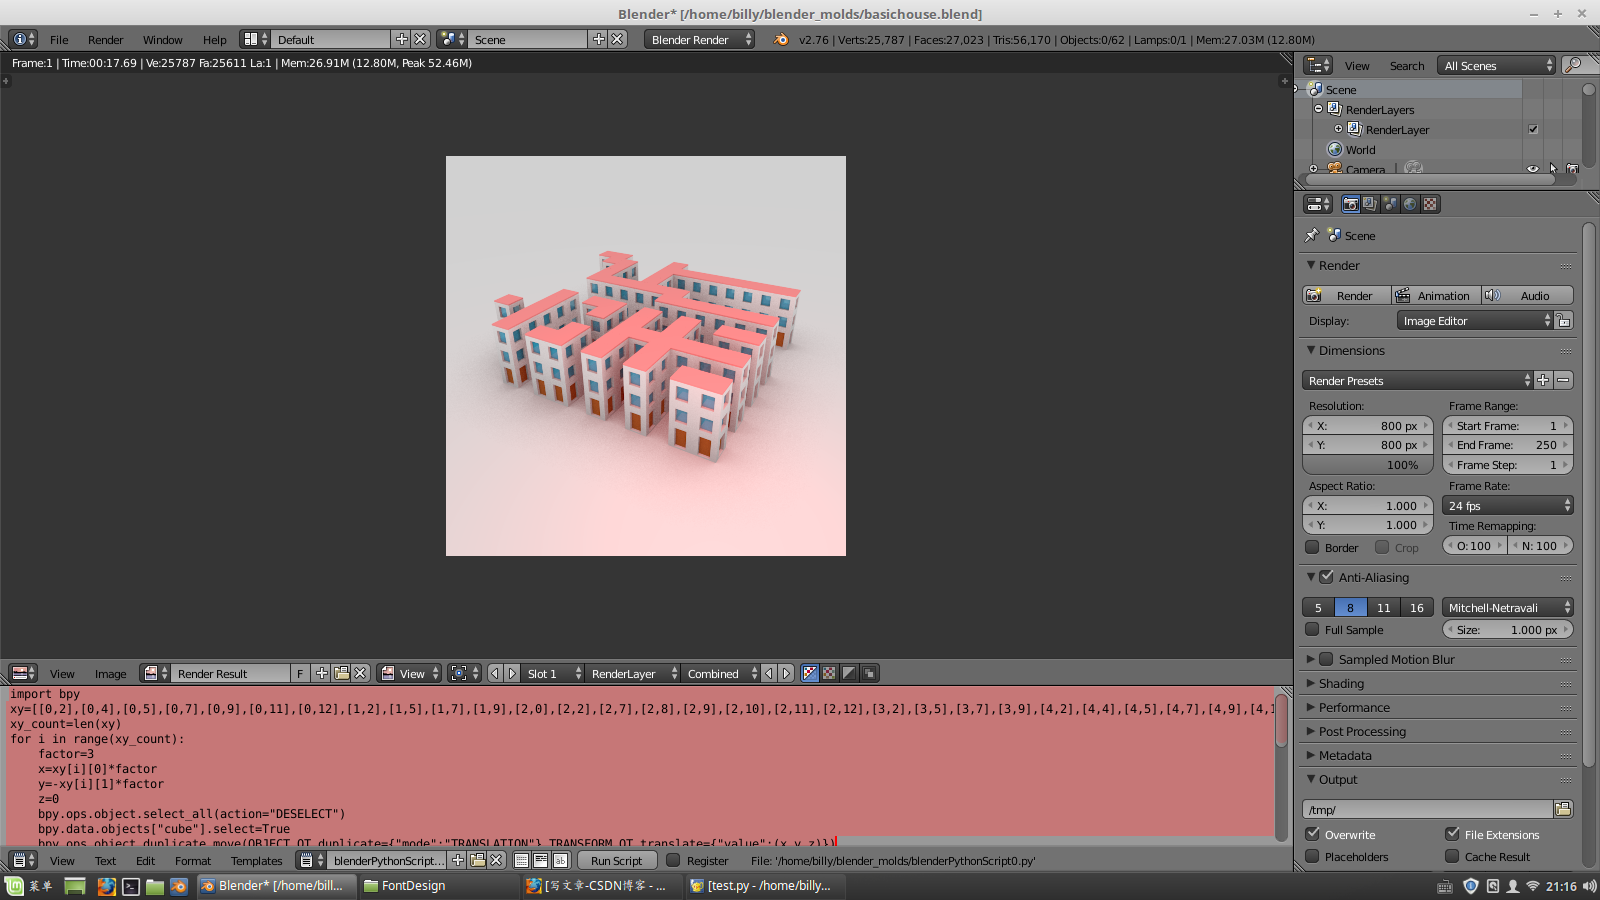 Blender* [/home/billy/blender_molds/basichouse.blend]
File Render Window Help Default Scene Blender Render v2.76 | Verts:25,787 | Faces:27,023 | Tris:56,170 | Objects:0/62 | Lamps:0/1 | Mem:27.03M (12.80M)
Frame:1 | Time:00:17.69 | Ve:25787 Fa:25611 La:1 | Mem:26.91M (12.80M, Peak 52.46M)
View Search All Scenes
Scene
RenderLayers
RenderLayer
World
Camera
Scene
Render
Render Animation Audio
Display: Image Editor
Dimensions
Render Presets
Resolution: Frame Range:
X: 800 px Start Frame: 1
Y: 800 px End Frame: 250
100% Frame Step: 1
Aspect Ratio: Frame Rate:
X: 1.000 24 fps
Y: 1.000 Time Remapping:
Border Crop O: 100 N: 100
Anti-Aliasing
5 8 11 16 Mitchell-Netravali
Full Sample Size: 1.000 px
Sampled Motion Blur
Shading
Performance
Post Processing
Metadata
Output
/tmp/
Overwrite File Extensions
Placeholders Cache Result
View Image Render Result F View Slot 1 RenderLayer Combined
import bpy
xy=[[0,2],[0,4],[0,5],[0,7],[0,9],[0,11],[0,12],[1,2],[1,5],[1,7],[1,9],[2,0],[2,2],[2,7],[2,8],[2,9],[2,10],[2,11],[2,12],[3,2],[3,5],[3,7],[3,9],[4,2],[4,4],[4,5],[4,7],[4,9],[4,1
xy_count=len(xy)
for i in range(xy_count):
factor=3
x=xy[i][0]*factor
y=-xy[i][1]*factor
z=0
bpy.ops.object.select_all(action="DESELECT")
bpy.data.objects["cube"].select=True
bpy.ops.object.duplicate_move(OBJECT_OT_duplicate={"mode":"TRANSLATION"},TRANSFORM_OT_translate={"value":(x,y,z)})
View Text Edit Format Templates blenderPythonScript... Run Script Register File: '/home/billy/blender_molds/blenderPythonScript0.py'
菜单 Blender* [/home/bill... FontDesign [写文章-CSDN博客 - ... [test.py - /home/billy... 21:16